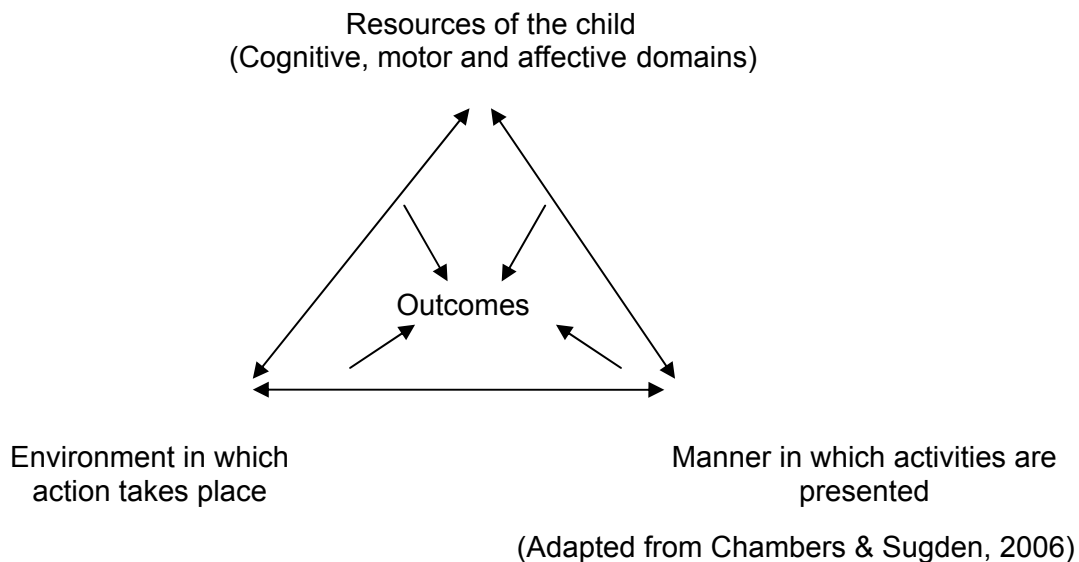 Resources of the child
(Cognitive, motor and affective domains)
Outcomes
Environment in which
action takes place
Manner in which activities are
presented
(Adapted from Chambers & Sugden, 2006)